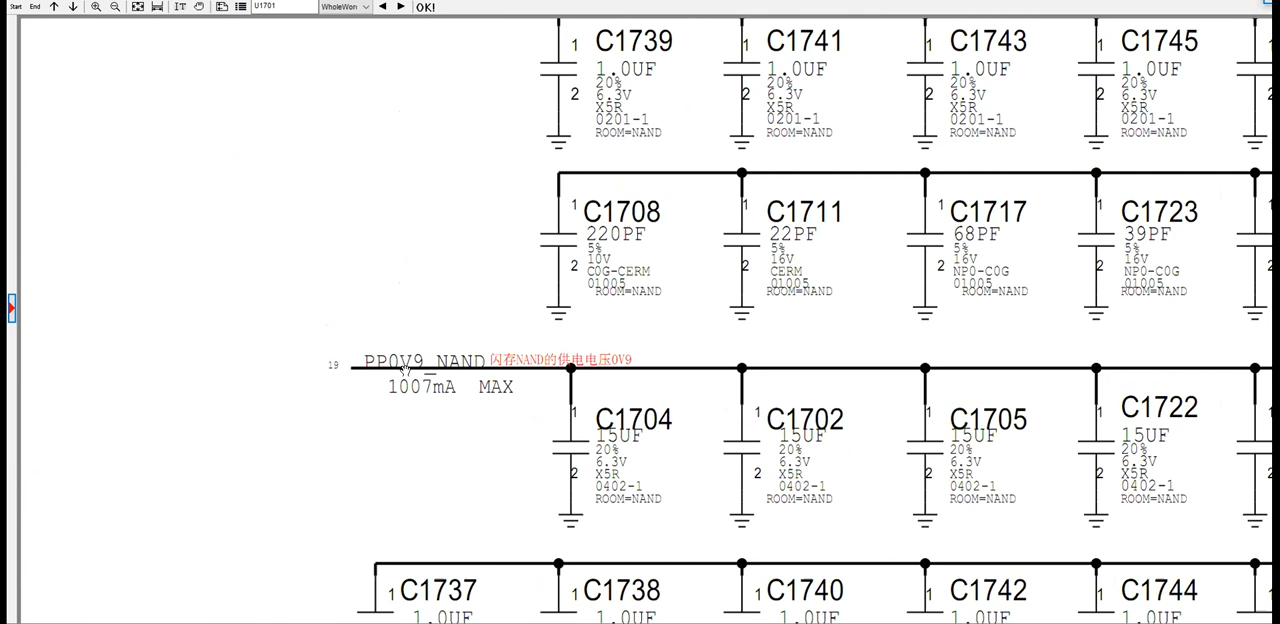 Start End U1701 WholeWor OK!
C1739 C1741 C1743 C1745
1 1.0UF 1 1.0UF 1 1.0UF 1 1.0UF
20% 20% 20% 20%
2 6.3V 2 6.3V 2 6.3V 2 6.3V
X5R X5R X5R X5R
0201-1 0201-1 0201-1 0201-1
ROOM=NAND ROOM=NAND ROOM=NAND ROOM=NAND
1 C1708 1 C1711 1 C1717 1 C1723
220PF 22PF 68PF 39PF
5% 5% 5% 5%
2 10V 2 16V 2 16V 2 16V
C0G-CERM CERM NP0-C0G NP0-C0G
01005 01005 01005 01005
ROOM=NAND ROOM=NAND ROOM=NAND ROOM=NAND
19 PP0V9_NAND 闪存NAND的供电电压0V9
1007mA MAX
1 C1704 1 C1702 1 C1705 1 C1722
15UF 15UF 15UF 15UF
20% 20% 20% 20%
6.3V 6.3V 6.3V 6.3V
2 X5R 2 X5R 2 X5R 2 X5R
0402-1 0402-1 0402-1 0402-1
ROOM=NAND ROOM=NAND ROOM=NAND ROOM=NAND
1 C1737 1 C1738 1 C1740 1 C1742 1 C1744
1.0UF 1.0UF 1.0UF 1.0UF 1.0UF